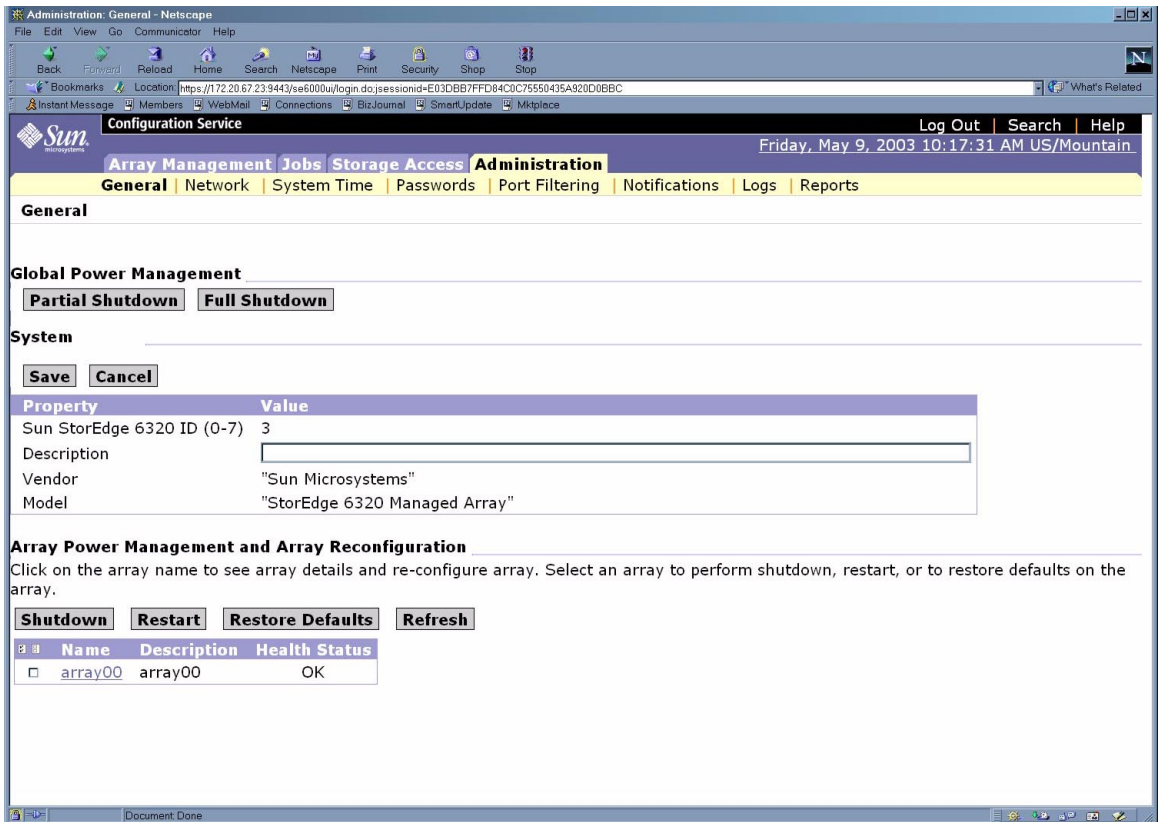 Administration: General - Netscape
File Edit View Go Communicator Help
Back Forward Reload Home Search Netscape Print Security Shop Stop
Bookmarks Location: https://172.20.67.23:9443/se6000ui/login.do;jsessionid=E03DBB7FFD84C0C75550435A920D0BBC What's Related
Instant Message Members WebMail Connections BizJournal SmartUpdate Mktplace
Sun microsystems
Configuration Service
Log Out | Search | Help
Friday, May 9, 2003 10:17:31 AM US/Mountain
Array Management Jobs Storage Access Administration
General | Network | System Time | Passwords | Port Filtering | Notifications | Logs | Reports
General
Global Power Management
Partial Shutdown Full Shutdown
System
Save Cancel
Property Value
Sun StorEdge 6320 ID (0-7) 3
Description
Vendor "Sun Microsystems"
Model "StorEdge 6320 Managed Array"
Array Power Management and Array Reconfiguration
Click on the array name to see array details and re-configure array. Select an array to perform shutdown, restart, or to restore defaults on the
array.
Shutdown Restart Restore Defaults Refresh
Name Description Health Status
array00 array00 OK
Document: Done